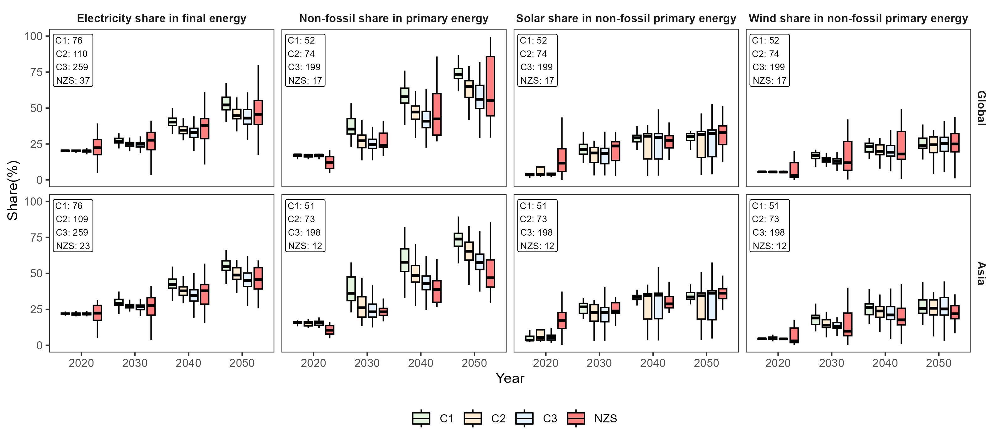 Electricity share in final energy
Non-fossil share in primary energy
Solar share in non-fossil primary energy
Wind share in non-fossil primary energy
Share(%)
100
75
50
25
0
C1: 76
C2: 110
C3: 259
NZS: 37
C1: 52
C2: 74
C3: 199
NZS: 17
C1: 52
C2: 74
C3: 199
NZS: 17
C1: 52
C2: 74
C3: 199
NZS: 17
Global
100
75
50
25
0
C1: 76
C2: 109
C3: 259
NZS: 23
C1: 51
C2: 73
C3: 198
NZS: 12
C1: 51
C2: 73
C3: 198
NZS: 12
C1: 51
C2: 73
C3: 198
NZS: 12
Asia
2020 2030 2040 2050
2020 2030 2040 2050
2020 2030 2040 2050
2020 2030 2040 2050
Year
C1 C2 C3 NZS